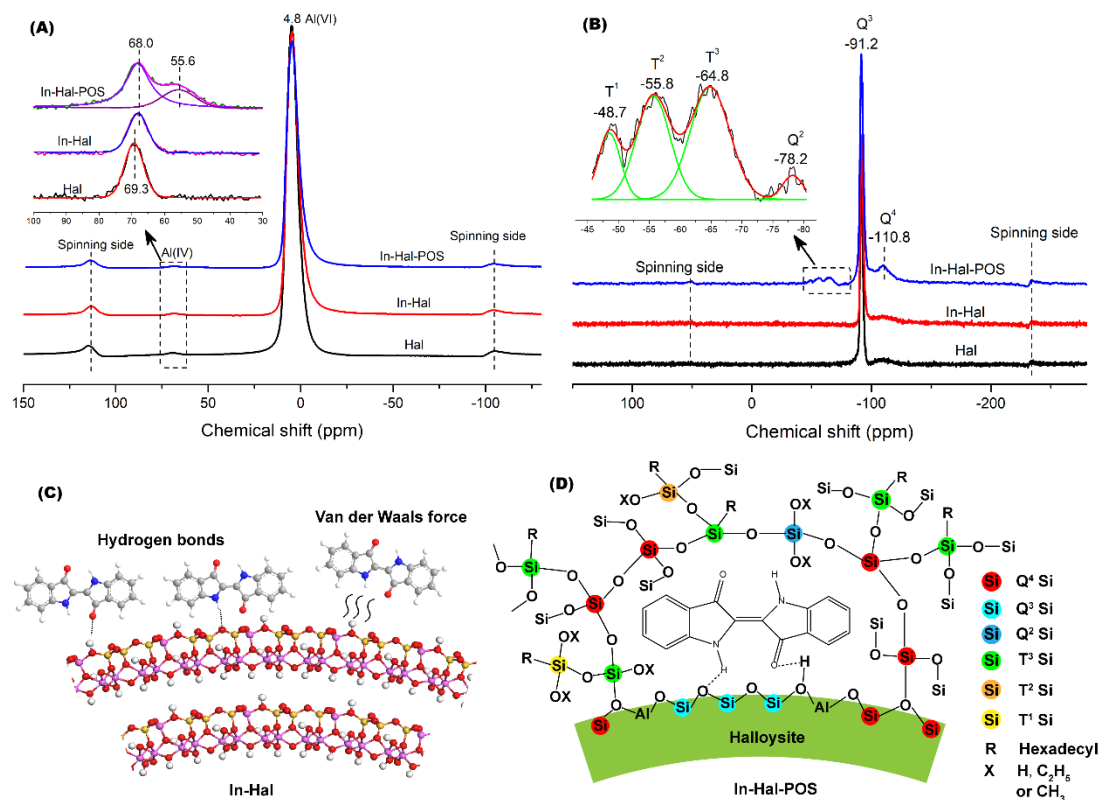 (A)
4.8 Al(VI)
68.0
55.6
In-Hal-POS
In-Hal
Hal
69.3
100 90 80 70 60 50 40 30
Spinning side
Al(IV)
Spinning side
In-Hal-POS
In-Hal
Hal
150 100 50 0 -50 -100
Chemical shift (ppm)
(B)
Q³
-91.2
T¹
-48.7
T²
-55.8
T³
-64.8
Q²
-78.2
-45 -50 -55 -60 -65 -70 -75 -80
Q⁴
-110.8
Spinning side
Spinning side
In-Hal-POS
In-Hal
Hal
100 0 -100 -200
Chemical shift (ppm)
(C)
Hydrogen bonds
Van der Waals force
In-Hal
(D)
R
O
Si
Si
XO
Si
O
R
Si
O
Si
OX
OX
Si
O
Si
R
Si
O
O
Si
R
Si
O
Si
Si
O
Si
O
Si
R
Si
O
O
Si
O
Si
O
Si
O
H
N
O
N
H
O
H
OX
R
Si
OX
O
Si
OX
O
Si
O
Si
O
Si
O
Si
Si
O
Al
O
Si
O
Si
O
Si
O
Al
O
Si
O
Si
Halloysite
In-Hal-POS
Si Q⁴ Si
Si Q³ Si
Si Q² Si
Si T³ Si
Si T² Si
Si T¹ Si
R Hexadecyl
X H, C₂H₅
or CH₃